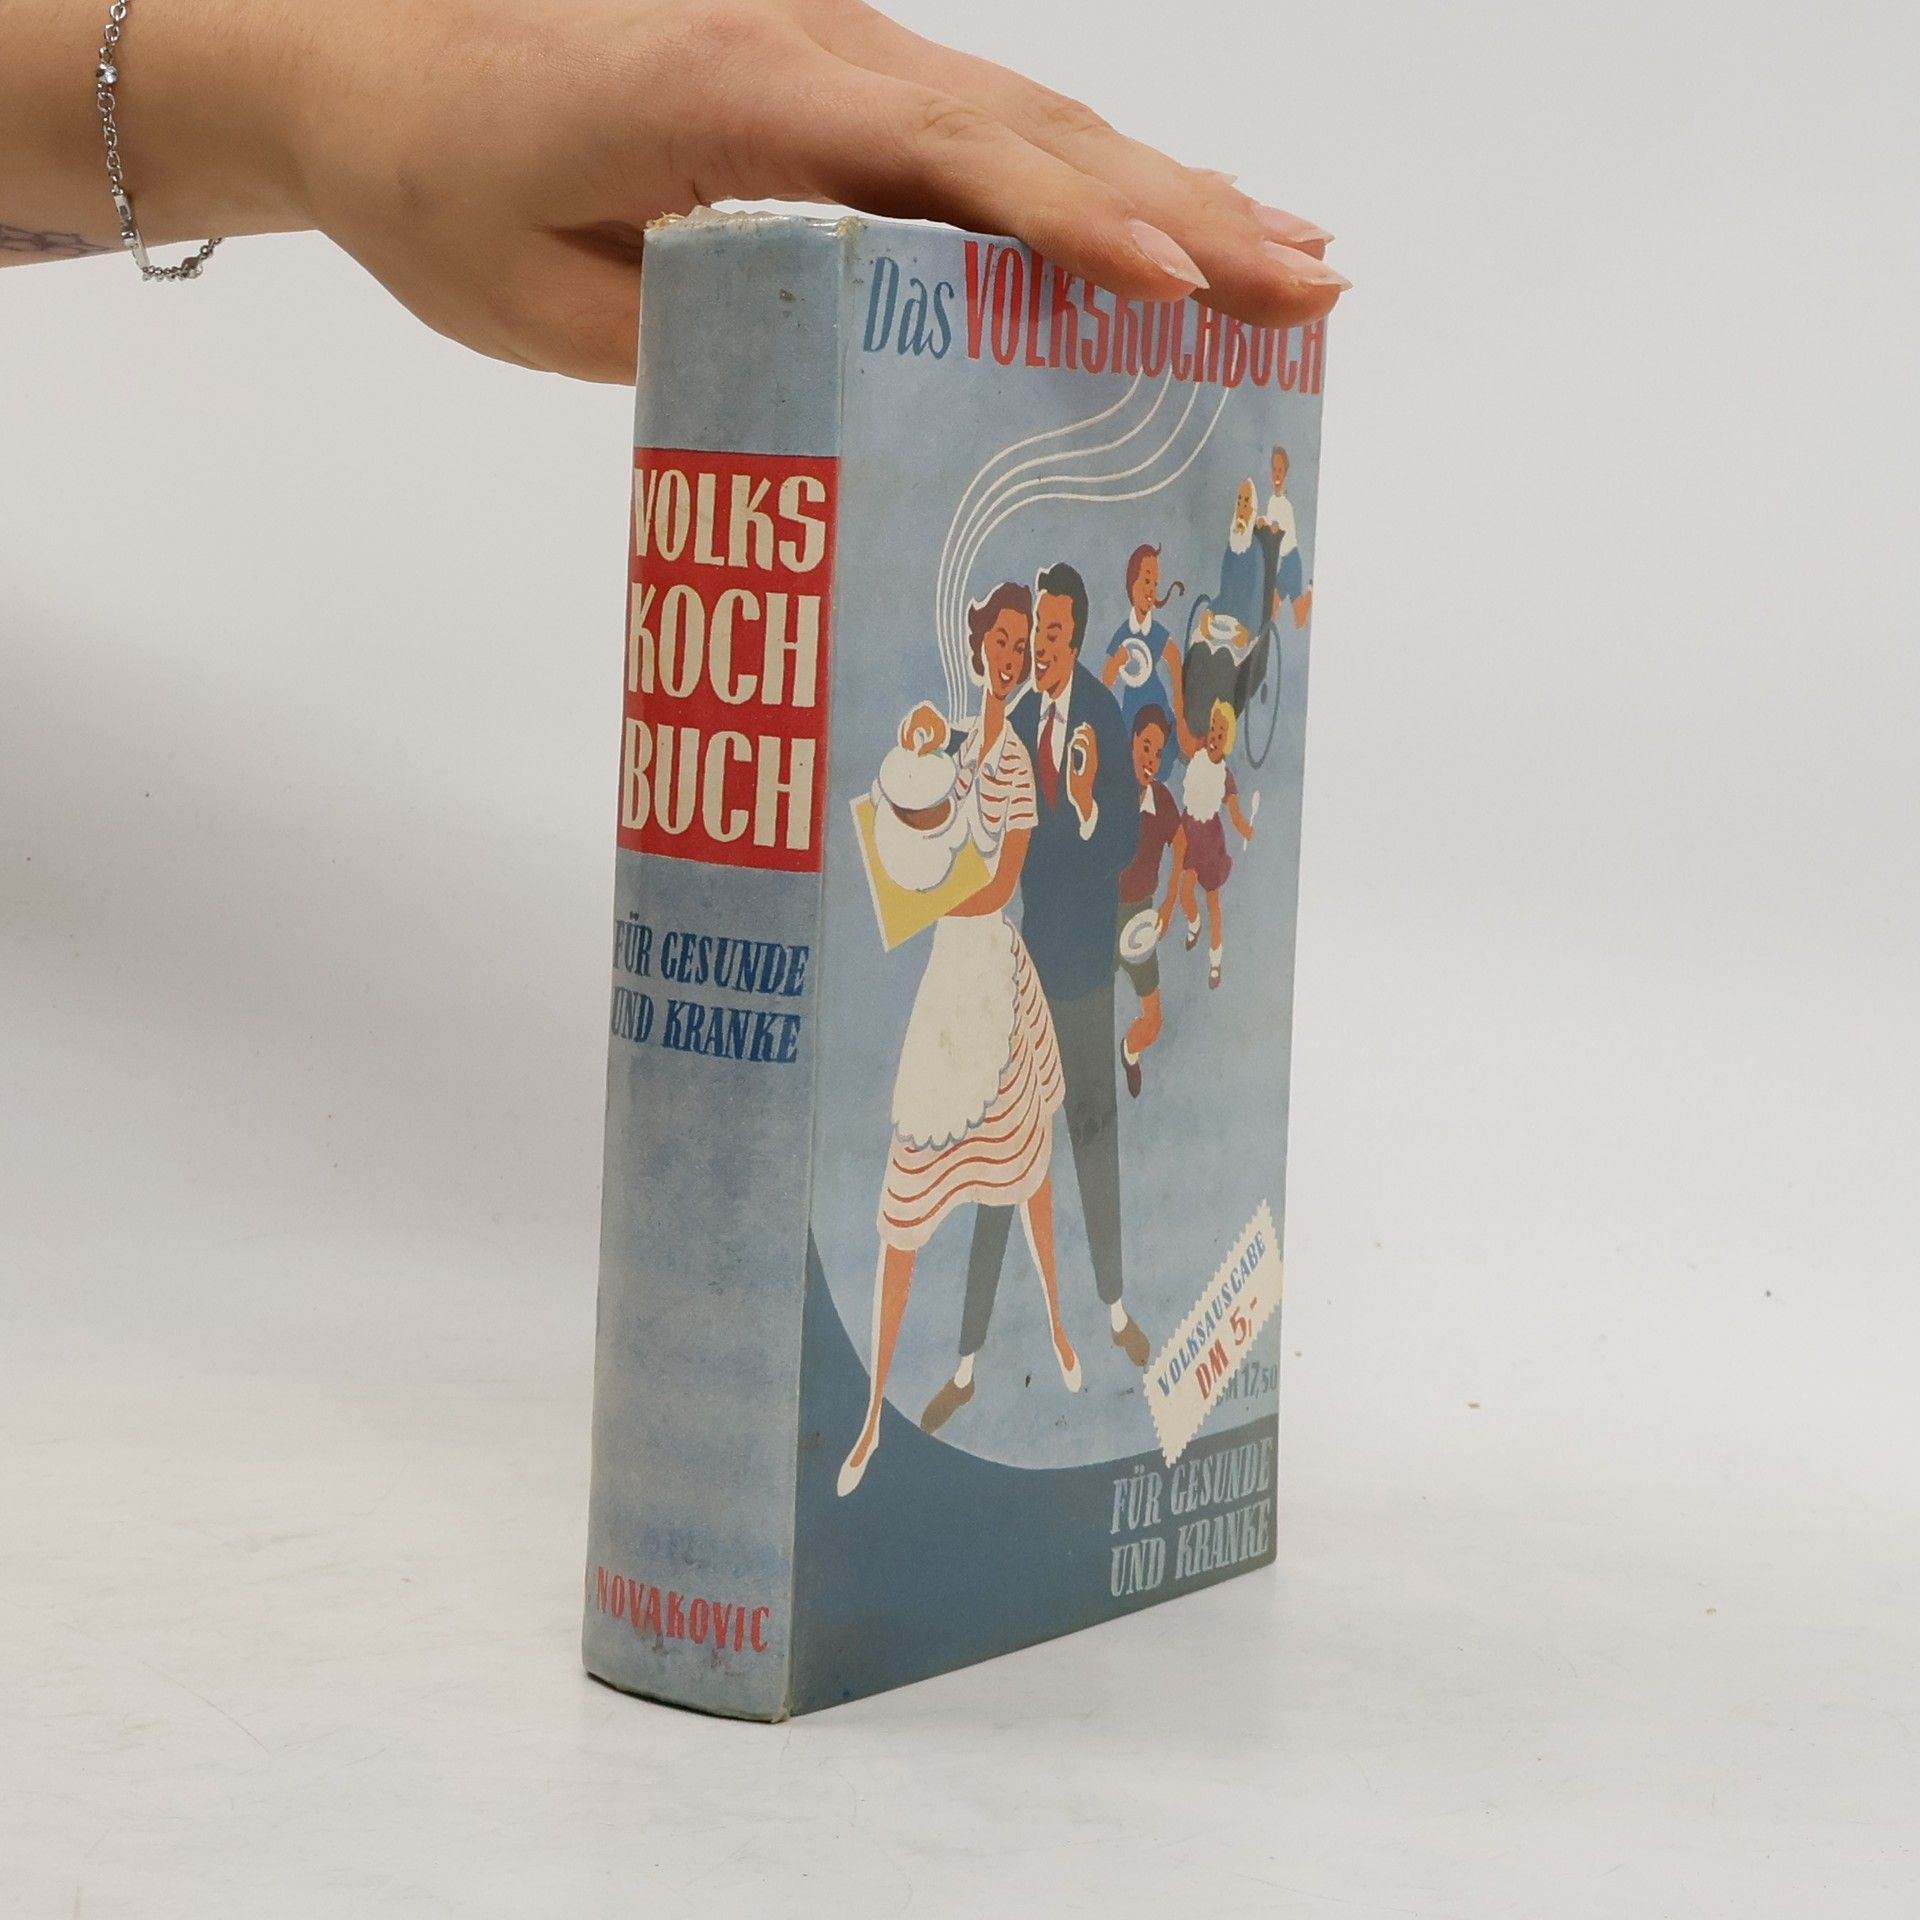 Das VOLKSKOCHBUCH
VOLKS
KOCH
BUCH
FÜR GESUNDE
UND KRANKE
NOVAKOVIC
VOLKSAUSGABE
DM 5,-
DM 17,50
FÜR GESUNDE
UND KRANKE